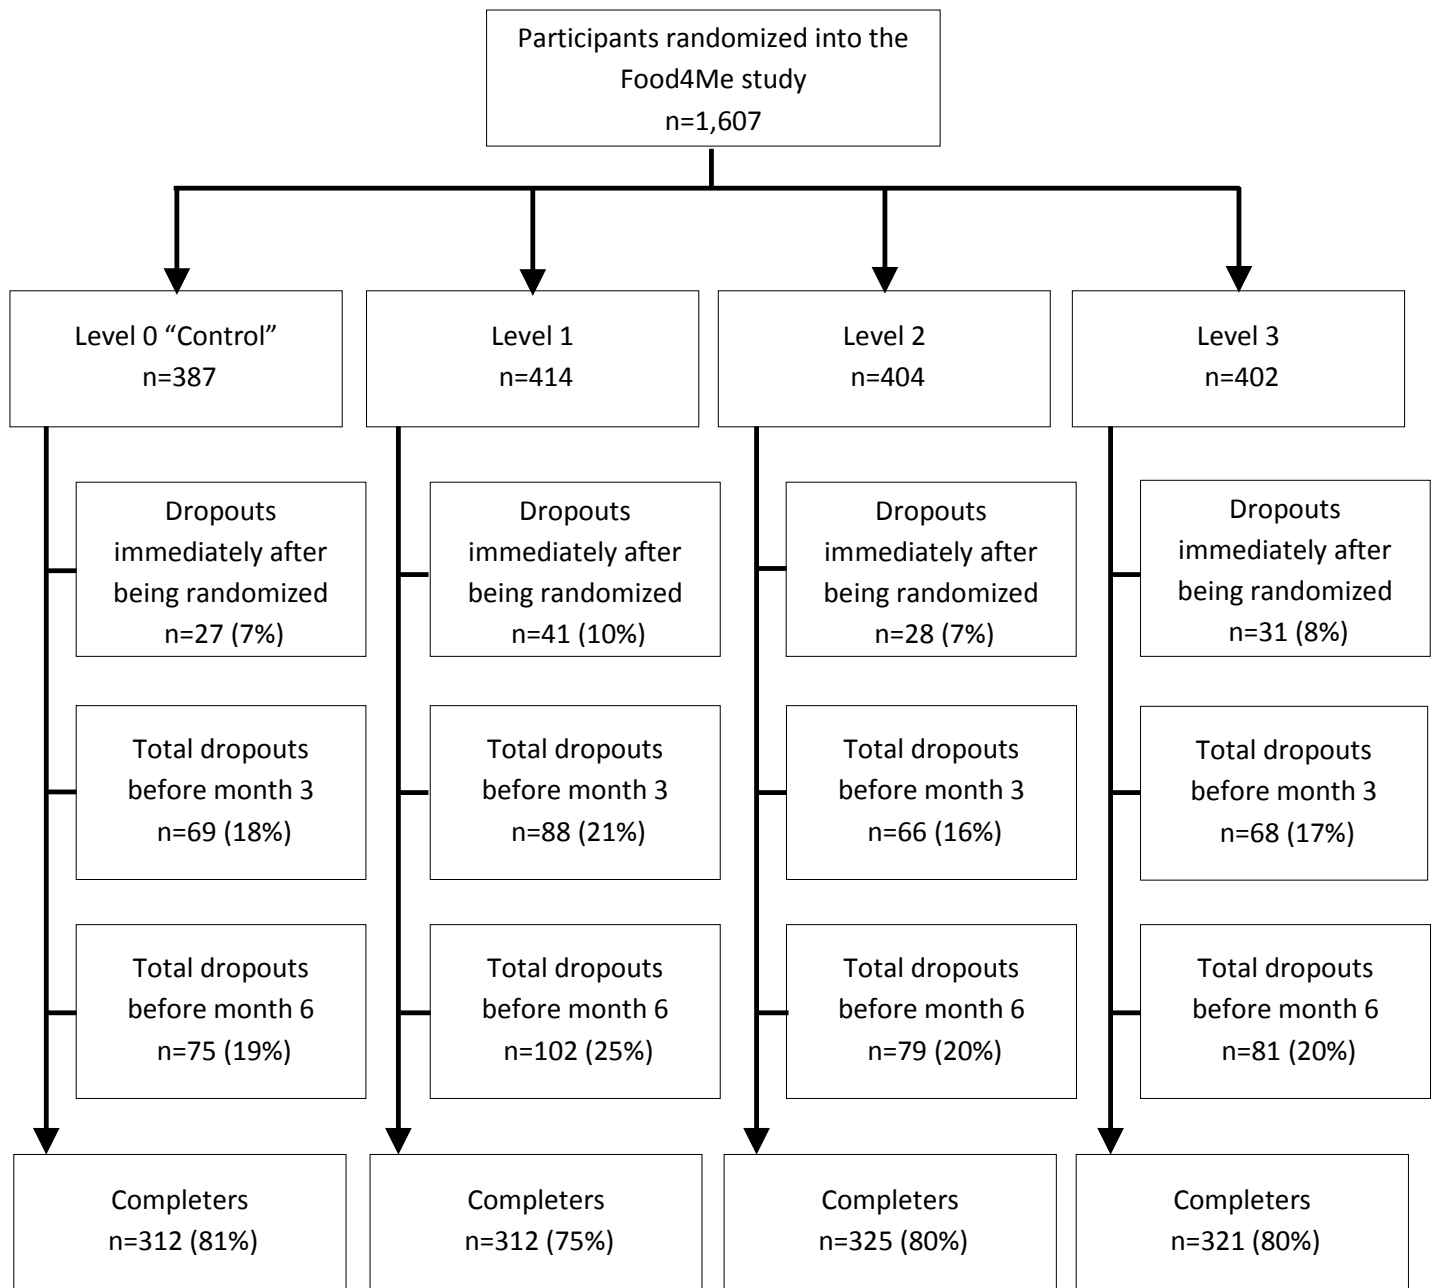 Participants randomized into the
Food4Me study
n=1,607
Level 0 “Control”
n=387
Level 1
n=414
Level 2
n=404
Level 3
n=402
Dropouts
immediately after
being randomized
n=27 (7%)
Dropouts
immediately after
being randomized
n=41 (10%)
Dropouts
immediately after
being randomized
n=28 (7%)
Dropouts
immediately after
being randomized
n=31 (8%)
Total dropouts
before month 3
n=69 (18%)
Total dropouts
before month 3
n=88 (21%)
Total dropouts
before month 3
n=66 (16%)
Total dropouts
before month 3
n=68 (17%)
Total dropouts
before month 6
n=75 (19%)
Total dropouts
before month 6
n=102 (25%)
Total dropouts
before month 6
n=79 (20%)
Total dropouts
before month 6
n=81 (20%)
Completers
n=312 (81%)
Completers
n=312 (75%)
Completers
n=325 (80%)
Completers
n=321 (80%)